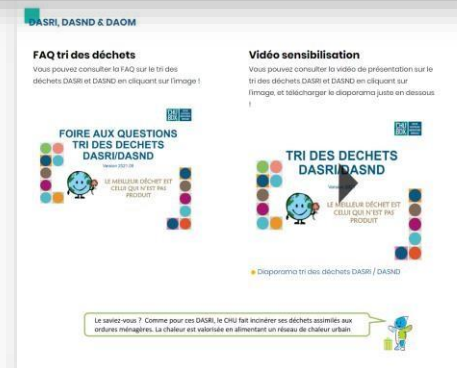 DASRI, DASND & DAOM
FAQ tri des déchets
Vous pouvez consulter la FAQ sur le tri des
déchets DASRI et DASND en cliquant sur l'image !
FOIRE AUX QUESTIONS
TRI DES DECHETS
DASRI/DASND
LE MEILLEUR DÉCHET EST
CELUI QUI N'EST PAS
PRODUIT
Vidéo sensibilisation
Vous pouvez consulter la vidéo de présentation sur le
tri des déchets DASRI et DASND en cliquant sur
l'image, et télécharger le diaporama juste en dessous
!
TRI DES DECHETS
DASRI/DASND
LE MEILLEUR DÉCHET EST
CELUI QUI N'EST PAS
PRODUIT
Diaporama tri des déchets DASRI / DASND
Le saviez-vous ? Comme pour ces DASRI, le CHU fait incinérer ses déchets assimilés aux
ordures ménagères. La chaleur est valorisée en alimentant un réseau de chaleur urbain